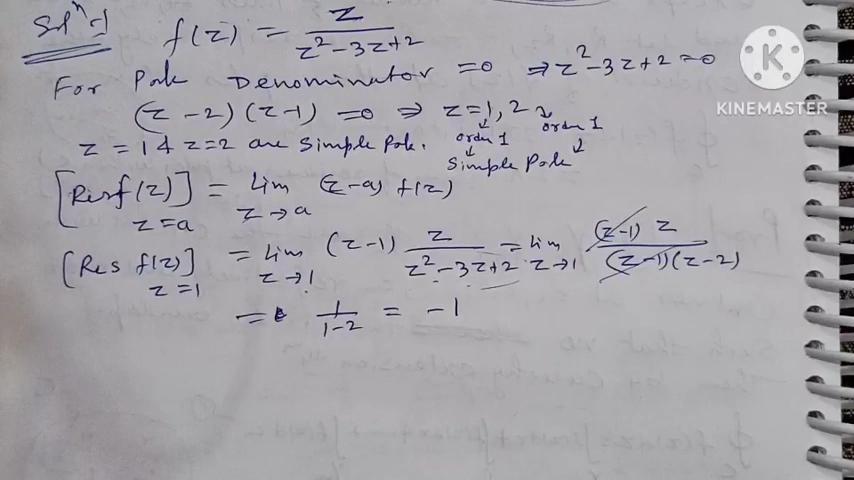 Solⁿ-1
f(z) = z / (z² - 3z + 2)
For Pole Denominator = 0 ⇒ z² - 3z + 2 = 0
(z - 2) (z - 1) = 0 ⇒ z = 1, 2
z = 1 & z = 2 are Simple Pole. order 1 order 1
Simple Pole
[Res f(z)] z=a = lim z→a (z-a) f(z)
[Res f(z)] z=1 = lim z→1 (z-1) z / (z² - 3z + 2) = lim z→1 (z-1) z / (z-1)(z-2)
= 1 / (1-2) = -1
K
KINEMASTER